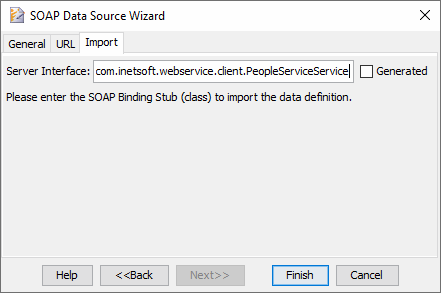 SOAP Data Source Wizard
General URL Import
Server Interface: com.inetsoft.webservice.client.PeopleServiceService Generated
Please enter the SOAP Binding Stub (class) to import the data definition.
Help <<Back Next>> Finish Cancel